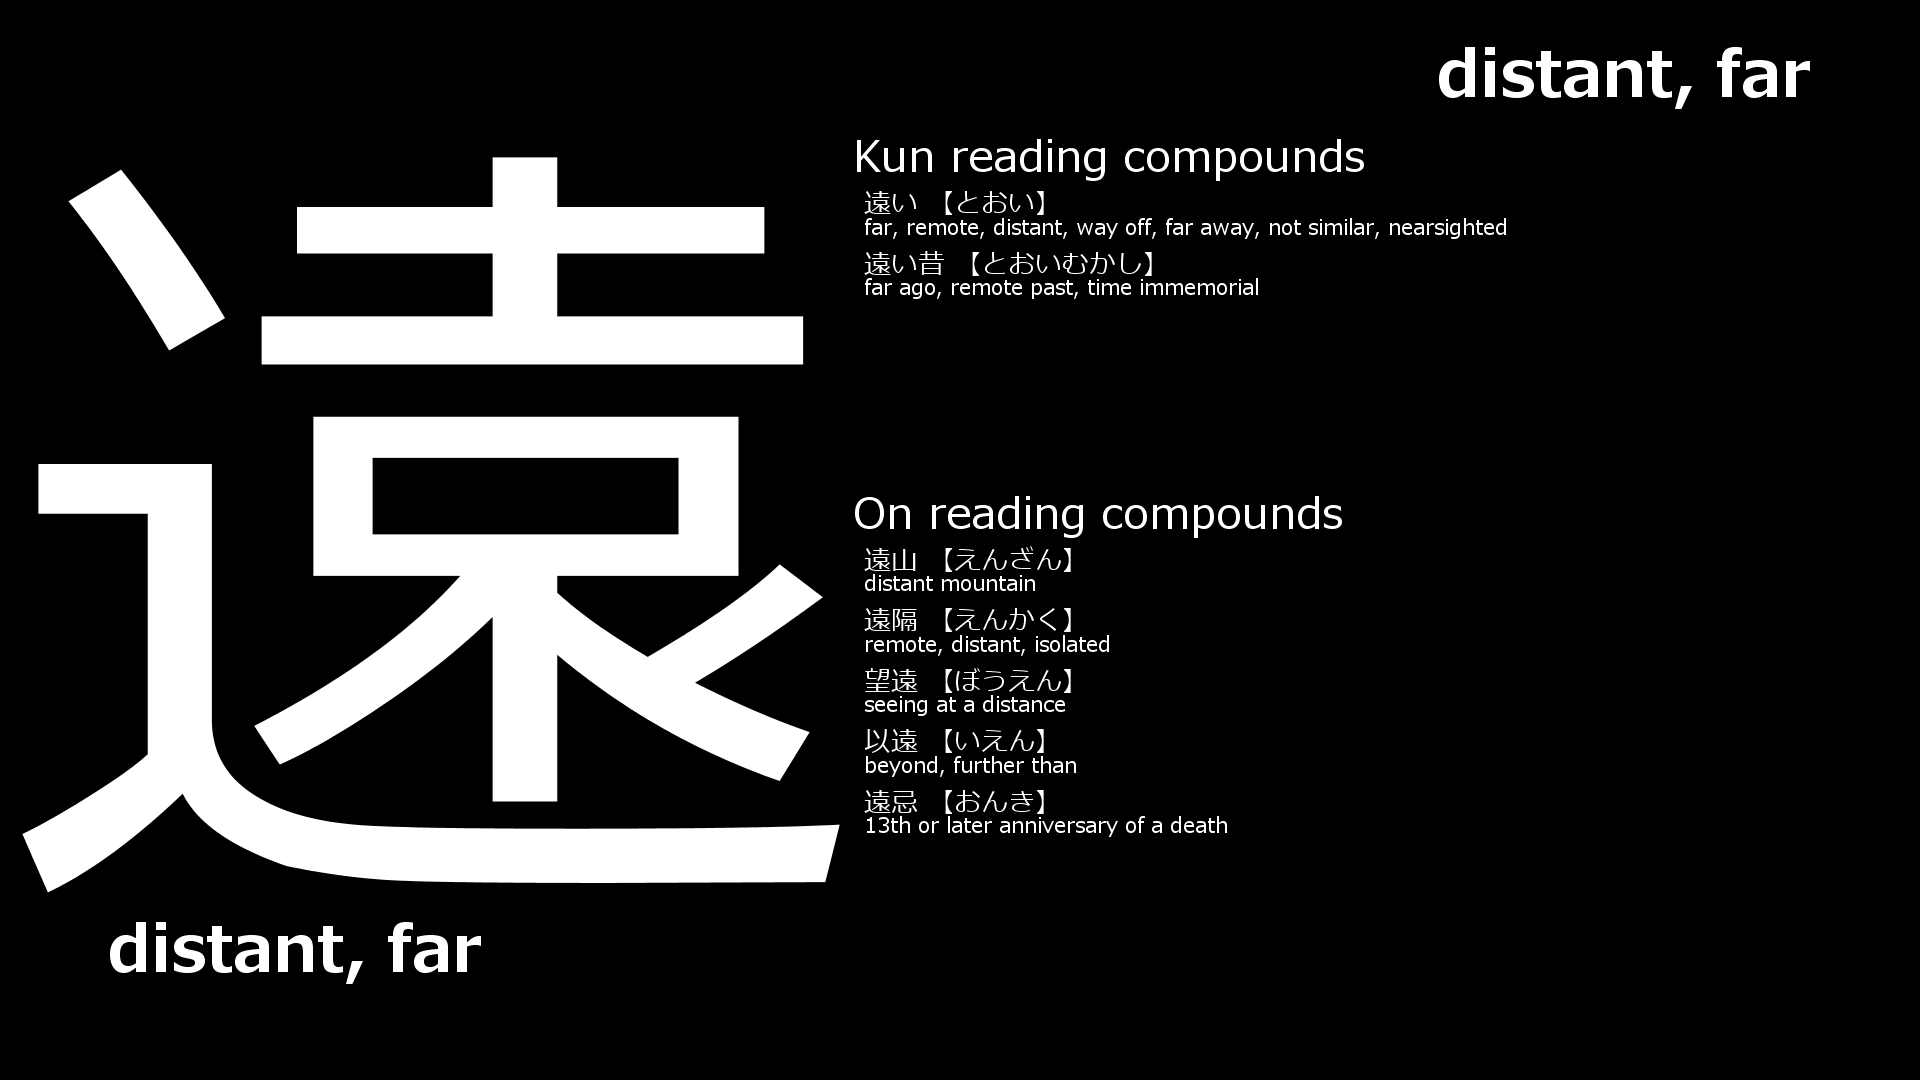 distant, far
遠
Kun reading compounds
遠い 【とおい】
far, remote, distant, way off, far away, not similar, nearsighted
遠い昔 【とおいむかし】
far ago, remote past, time immemorial
On reading compounds
遠山 【えんざん】
distant mountain
遠隔 【えんかく】
remote, distant, isolated
望遠 【ぼうえん】
seeing at a distance
以遠 【いえん】
beyond, further than
遠忌 【おんき】
13th or later anniversary of a death
distant, far